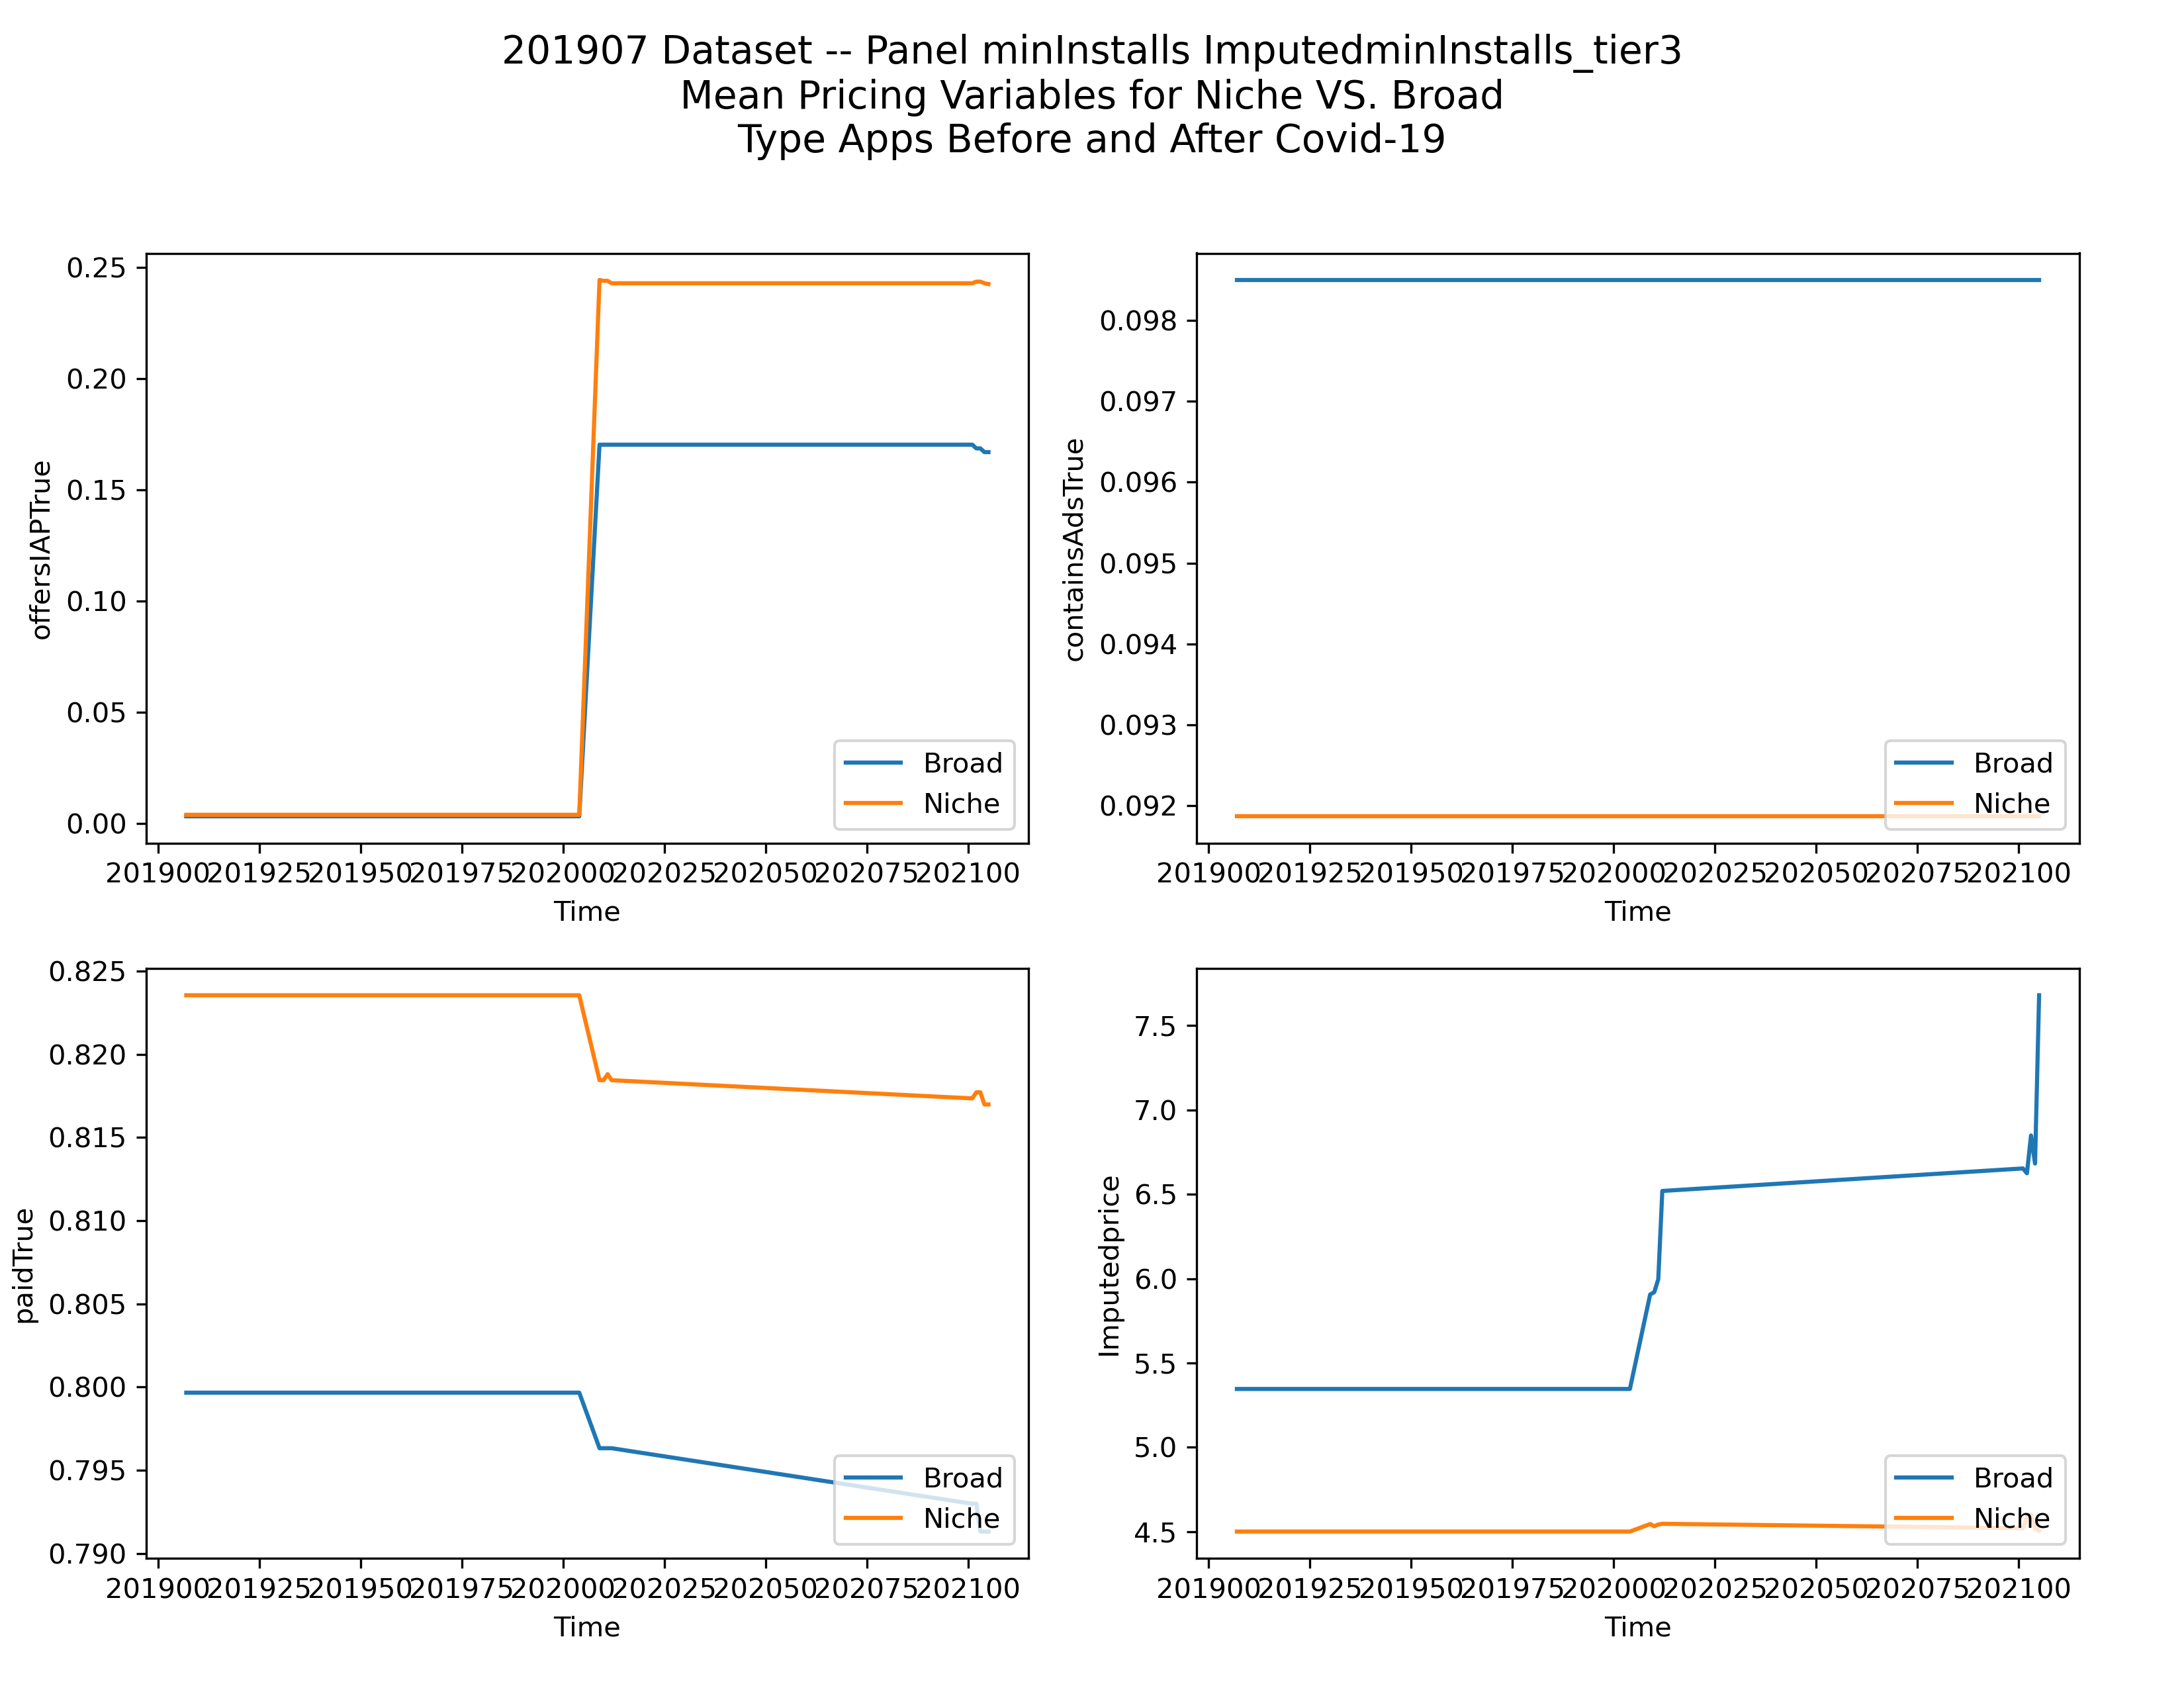 201907 Dataset -- Panel minInstalls ImputedminInstalls_tier3
Mean Pricing Variables for Niche VS. Broad
Type Apps Before and After Covid-19
offersIAPTrue
0.25
0.20
0.15
0.10
0.05
0.00
Broad
Niche
201900 201925 201950 201975 202000 202025 202050 202075 202100
Time
containsAdsTrue
0.098
0.097
0.096
0.095
0.094
0.093
0.092
Broad
Niche
201900 201925 201950 201975 202000 202025 202050 202075 202100
Time
paidTrue
0.825
0.820
0.815
0.810
0.805
0.800
0.795
0.790
Broad
Niche
201900 201925 201950 201975 202000 202025 202050 202075 202100
Time
Imputedprice
7.5
7.0
6.5
6.0
5.5
5.0
4.5
Broad
Niche
201900 201925 201950 201975 202000 202025 202050 202075 202100
Time